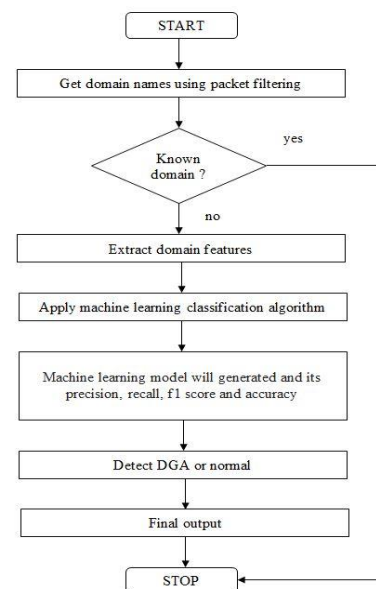 START
Get domain names using packet filtering
Known
domain ?
yes
no
Extract domain features
Apply machine learning classification algorithm
Machine learning model will generated and its
precision, recall, f1 score and accuracy
Detect DGA or normal
Final output
STOP